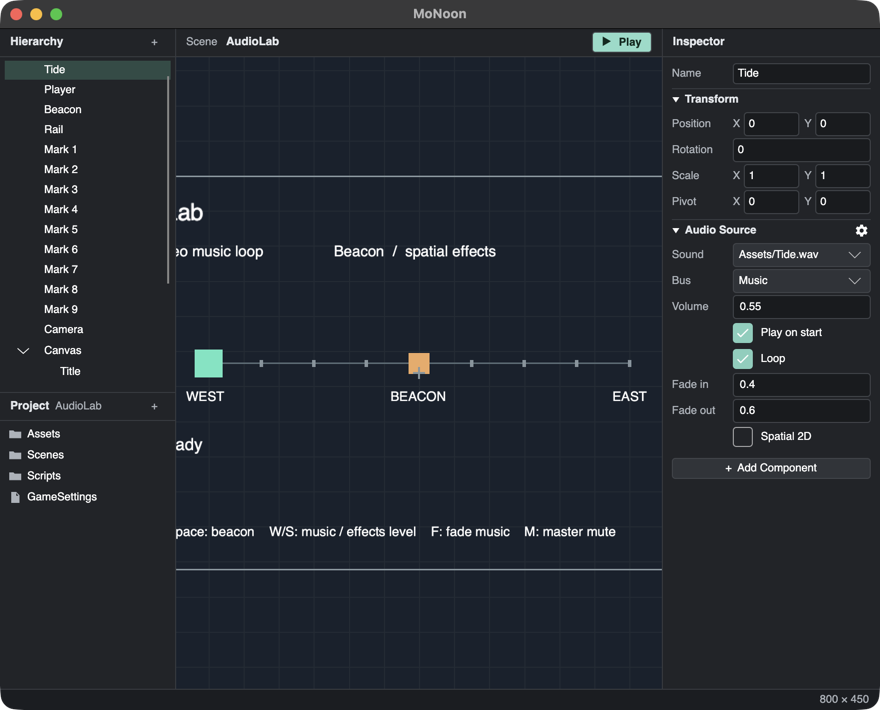 MoNoon
Hierarchy +
Tide
Player
Beacon
Rail
Mark 1
Mark 2
Mark 3
Mark 4
Mark 5
Mark 6
Mark 7
Mark 8
Mark 9
Camera
Canvas
Title
Project AudioLab +
Assets
Scenes
Scripts
GameSettings
Scene AudioLab
Play
Lab
eo music loop Beacon / spatial effects
WEST BEACON EAST
ady
pace: beacon W/S: music / effects level F: fade music M: master mute
Inspector
Name Tide
Transform
Position X 0 Y 0
Rotation 0
Scale X 1 Y 1
Pivot X 0 Y 0
Audio Source
Sound Assets/Tide.wav
Bus Music
Volume 0.55
Play on start
Loop
Fade in 0.4
Fade out 0.6
Spatial 2D
+ Add Component
800 × 450